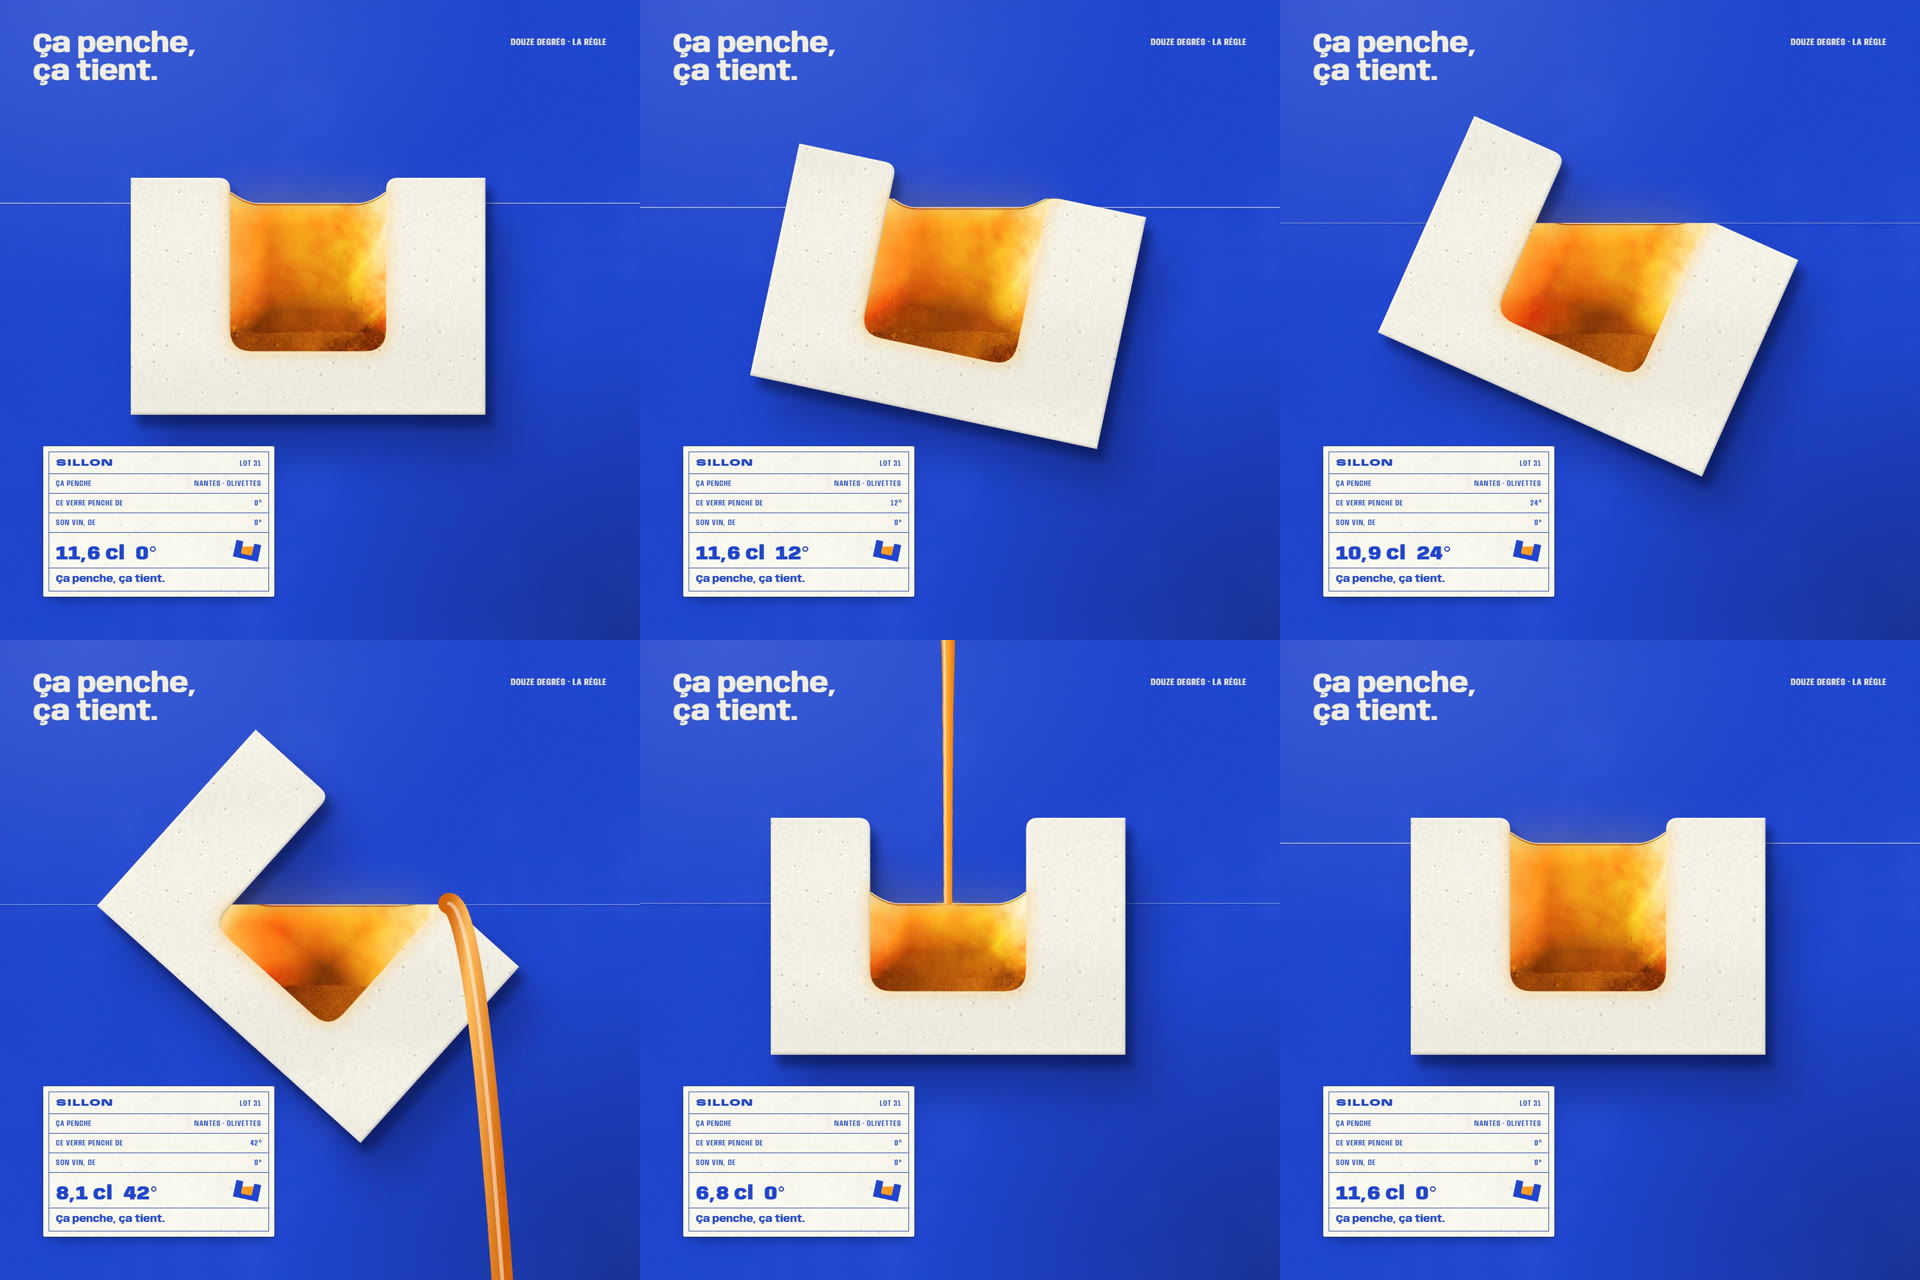 Ça penche,
ça tient.
DOUZE DEGRÉS · LA RÈGLE
SILLON LOT 31
ÇA PENCHE NANTES · OLIVETTES
CE VERRE PENCHE DE 0°
SON VIN, DE 0°
11,6 cl 0°
Ça penche, ça tient.
Ça penche,
ça tient.
DOUZE DEGRÉS · LA RÈGLE
SILLON LOT 31
ÇA PENCHE NANTES · OLIVETTES
CE VERRE PENCHE DE 12°
SON VIN, DE 0°
11,6 cl 12°
Ça penche, ça tient.
Ça penche,
ça tient.
DOUZE DEGRÉS · LA RÈGLE
SILLON LOT 31
ÇA PENCHE NANTES · OLIVETTES
CE VERRE PENCHE DE 24°
SON VIN, DE 0°
10,9 cl 24°
Ça penche, ça tient.
Ça penche,
ça tient.
DOUZE DEGRÉS · LA RÈGLE
SILLON LOT 31
ÇA PENCHE NANTES · OLIVETTES
CE VERRE PENCHE DE 42°
SON VIN, DE 0°
8,1 cl 42°
Ça penche, ça tient.
Ça penche,
ça tient.
DOUZE DEGRÉS · LA RÈGLE
SILLON LOT 31
ÇA PENCHE NANTES · OLIVETTES
CE VERRE PENCHE DE 0°
SON VIN, DE 0°
6,8 cl 0°
Ça penche, ça tient.
Ça penche,
ça tient.
DOUZE DEGRÉS · LA RÈGLE
SILLON LOT 31
ÇA PENCHE NANTES · OLIVETTES
CE VERRE PENCHE DE 0°
SON VIN, DE 0°
11,6 cl 0°
Ça penche, ça tient.